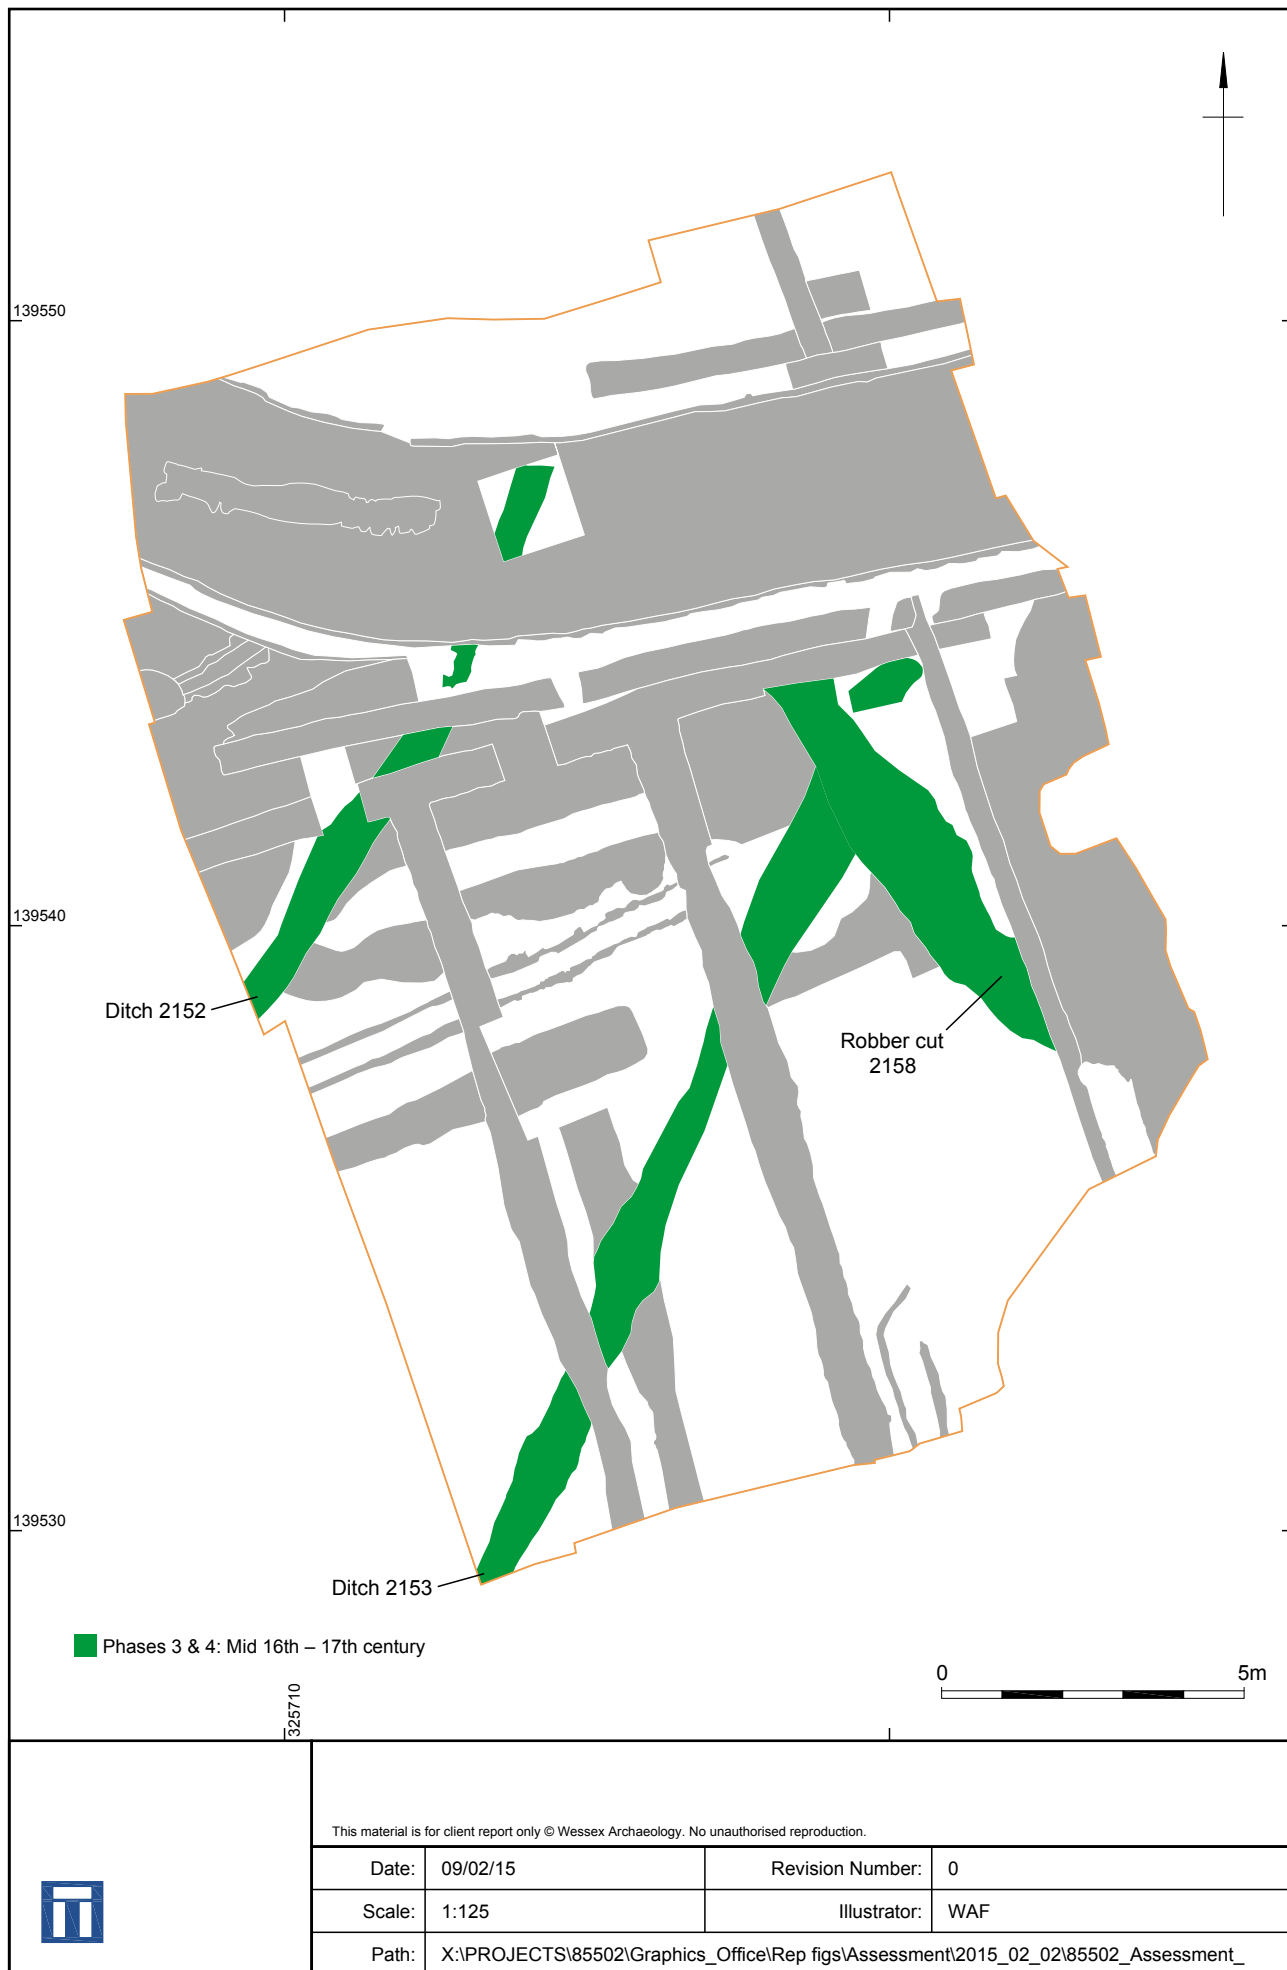 139550
139540
Ditch 2152
Robber cut
2158
139530
Ditch 2153
Phases 3 & 4: Mid 16th – 17th century
0 5m
325710
This material is for client report only © Wessex Archaeology. No unauthorised reproduction.
Date: 09/02/15 Revision Number: 0
Scale: 1:125 Illustrator: WAF
Path: X:\PROJECTS\85502\Graphics_Office\Rep figs\Assessment\2015_02_02\85502_Assessment_